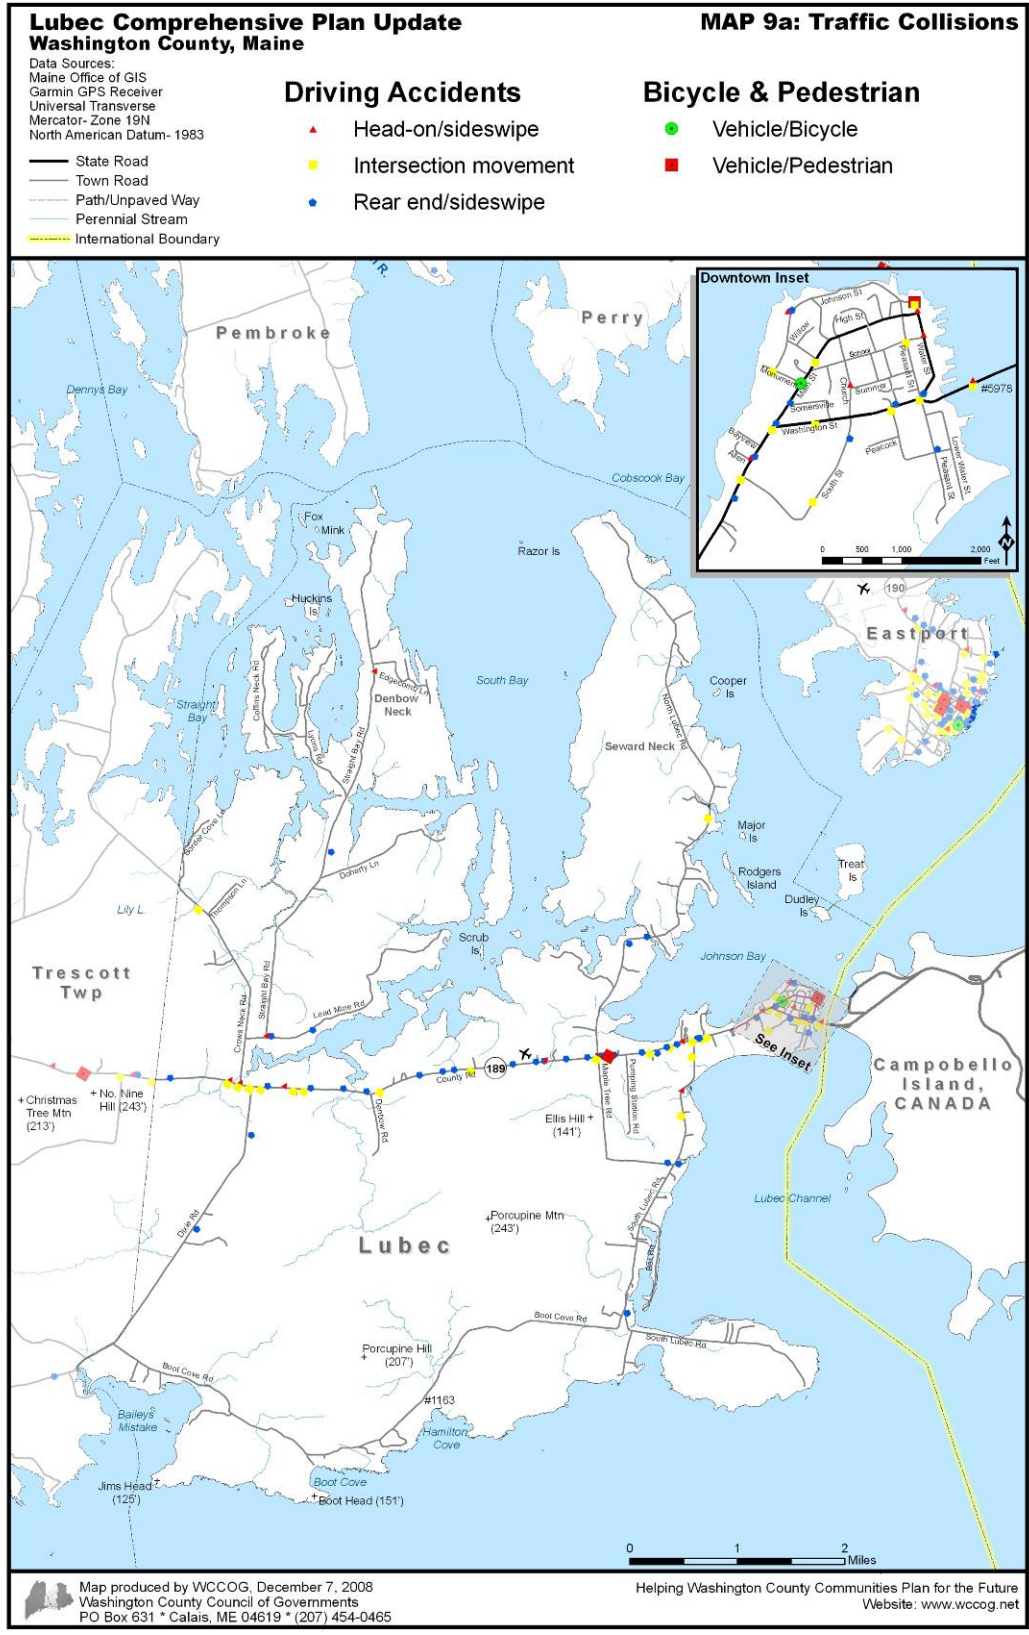 Lubec Comprehensive Plan Update
Washington County, Maine
MAP 9a: Traffic Collisions
Data Sources:
Maine Office of GIS
Garmin GPS Receiver
Universal Transverse
Mercator- Zone 19N
North American Datum- 1983
State Road
Town Road
Path/Unpaved Way
Perennial Stream
International Boundary
Driving Accidents
Head-on/sideswipe
Intersection movement
Rear end/sideswipe
Bicycle & Pedestrian
Vehicle/Bicycle
Vehicle/Pedestrian
R.
Pembroke
Perry
Dennys Bay
Cobscook Bay
Downtown Inset
Johnson St
High St
Willow
School
Pleasant St
Water St
Monument
Main St
Church
Summer
#5978
Somersville
Washington St
Bayview
Allen
Peacock
South St
Pleasant St
Lower Water St
N
0 500 1,000 2,000
Feet
Fox
Mink
Razor Is
Huckins
Is
190
Eastport
Coffins Neck Rd
Lyons Rd
Straight Bay Rd
Edgecomb Ln
Denbow
Neck
Straight
Bay
South Bay
Cooper
Is
North Lubec Rd
Seward Neck
Border Cove Ln
Major
Is
Doherty Ln
Rodgers
Island
Treat
Is
Thompson Ln
Dudley
Is
Lily L.
Scrub
Is
Johnson Bay
Trescott
Twp
Crows Neck Rd
Straight Bay Rd
Lead Mine Rd
See Inset
189
County Rd
Campobello
Island,
CANADA
Christmas
Tree Mtn
(213')
No. Nine
Hill (243')
Denbow Rd
Ellis Hill
(141')
Maple Tree Rd
Pumping Station Rd
Lubec Channel
Dixie Rd
Porcupine Mtn
(243')
South Lubec Rd
Lubec
Boot Cove Rd
South Lubec Rd
Porcupine Hill
(207')
Boot Cove Rd
#1163
Baileys
Mistake
Hamilton
Cove
Jims Head
(125')
Boot Cove
Boot Head (151')
0 1 2
Miles
Map produced by WCCOG, December 7, 2008
Washington County Council of Governments
PO Box 631 * Calais, ME 04619 * (207) 454-0465
Helping Washington County Communities Plan for the Future
Website: www.wccog.net